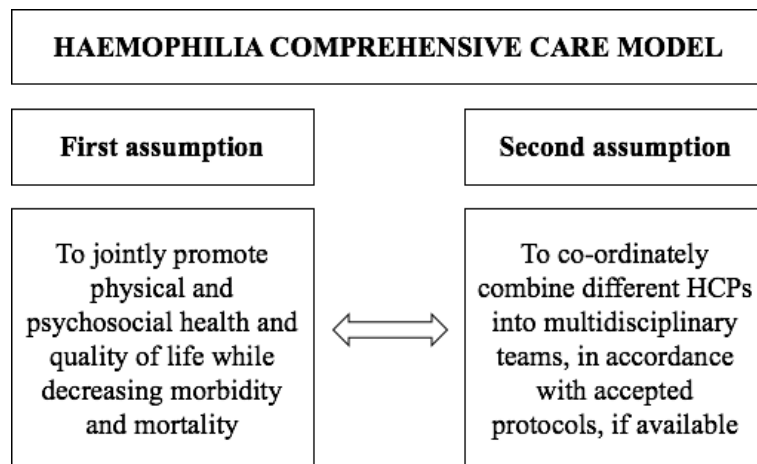 HAEMOPHILIA COMPREHENSIVE CARE MODEL
First assumption
To jointly promote
physical and
psychosocial health and
quality of life while
decreasing morbidity
and mortality
Second assumption
To co-ordinately
combine different HCPs
into multidisciplinary
teams, in accordance
with accepted
protocols, if available